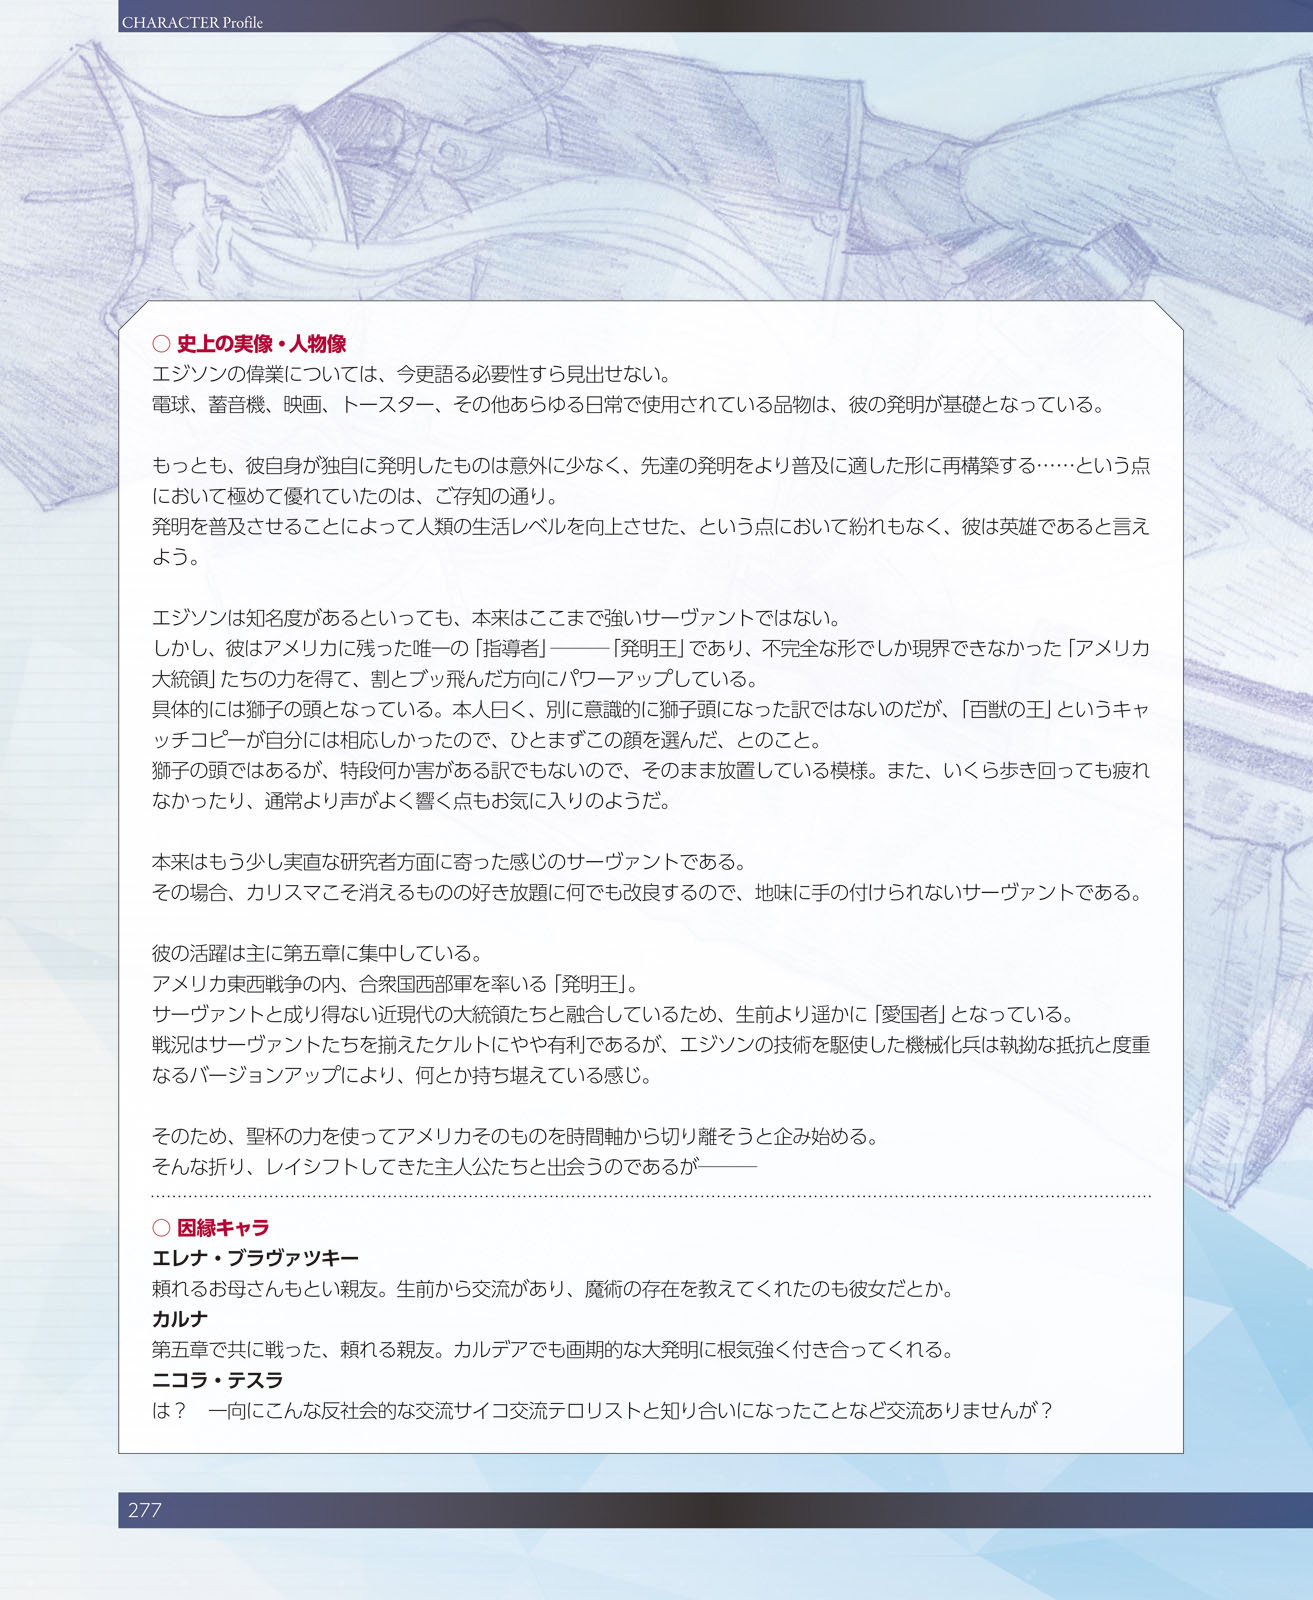 CHARACTER Profile
○ 史上の実像・人物像
エジソンの偉業については、今更語る必要性すら見出せない。
電球、蓄音機、映画、トースター、その他あらゆる日常で使用されている品物は、彼の発明が基礎となっている。
もっとも、彼自身が独自に発明したものは意外に少なく、先達の発明をより普及に適した形に再構築する……という点
において極めて優れていたのは、ご存知の通り。
発明を普及させることによって人類の生活レベルを向上させた、という点において紛れもなく、彼は英雄であると言え
よう。
エジソンは知名度があるといっても、本来はここまで強いサーヴァントではない。
しかし、彼はアメリカに残った唯一の「指導者」―――「発明王」であり、不完全な形でしか現界できなかった「アメリカ
大統領」たちの力を得て、割とブッ飛んだ方向にパワーアップしている。
具体的には獅子の頭となっている。本人曰く、別に意識的に獅子頭になった訳ではないのだが、「百獣の王」というキャ
ッチコピーが自分には相応しかったので、ひとまずこの顔を選んだ、とのこと。
獅子の頭ではあるが、特段何か害がある訳でもないので、そのまま放置している模様。また、いくら歩き回っても疲れ
なかったり、通常より声がよく響く点もお気に入りのようだ。
本来はもう少し実直な研究者方面に寄った感じのサーヴァントである。
その場合、カリスマこそ消えるものの好き放題に何でも改良するので、地味に手の付けられないサーヴァントである。
彼の活躍は主に第五章に集中している。
アメリカ東西戦争の内、合衆国西部軍を率いる「発明王」。
サーヴァントと成り得ない近現代の大統領たちと融合しているため、生前より遥かに「愛国者」となっている。
戦況はサーヴァントたちを揃えたケルトにやや有利であるが、エジソンの技術を駆使した機械化兵は執拗な抵抗と度重
なるバージョンアップにより、何とか持ち堪えている感じ。
そのため、聖杯の力を使ってアメリカそのものを時間軸から切り離そうと企み始める。
そんな折り、レイシフトしてきた主人公たちと出会うのであるが―――
○ 因縁キャラ
エレナ・ブラヴァツキー
頼れるお母さんもとい親友。生前から交流があり、魔術の存在を教えてくれたのも彼女だとか。
カルナ
第五章で共に戦った、頼れる親友。カルデアでも画期的な大発明に根気強く付き合ってくれる。
ニコラ・テスラ
は？　一向にこんな反社会的な交流サイコ交流テロリストと知り合いになったことなど交流ありませんが？
277